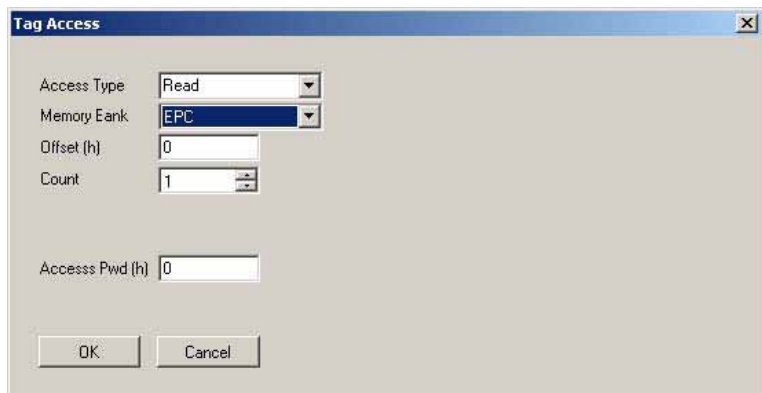 Tag Access
Access Type Read
Memory Eank EPC
Offset (h) 0
Count 1
Accesss Pwd (h) 0
OK Cancel